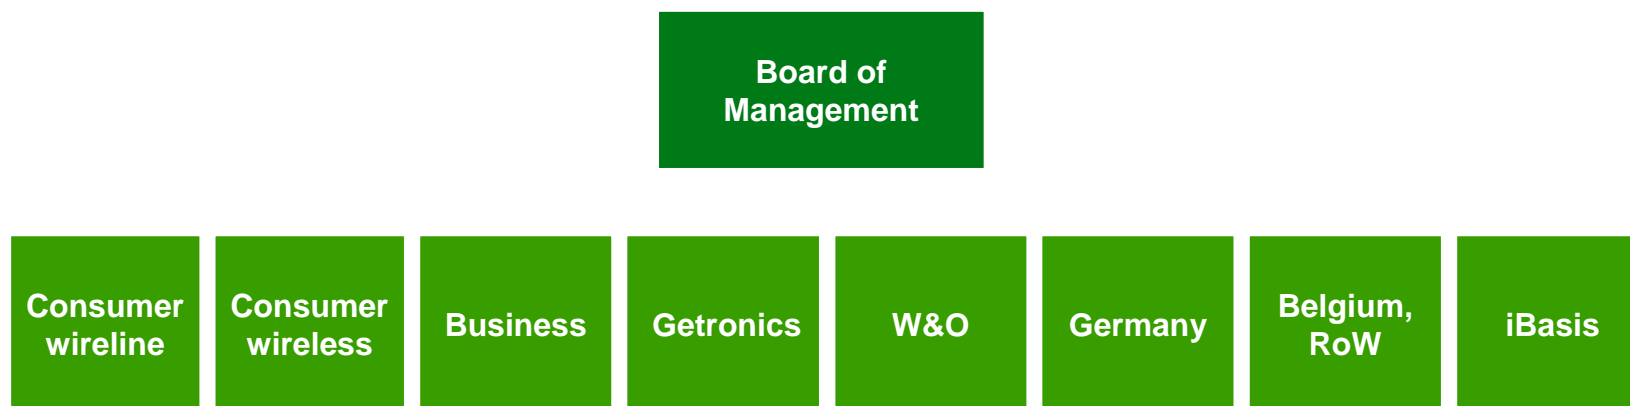 Board of
Management
Consumer
wireline
Consumer
wireless
Business
Getronics
W&O
Germany
Belgium,
RoW
iBasis